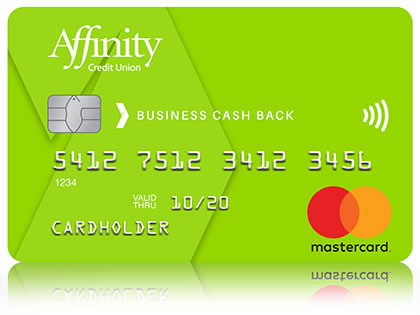 Affinity
Credit Union
BUSINESS CASH BACK
5412 7512 3412 3456
1234
VALID
THRU 10/20
CARDHOLDER
mastercard.